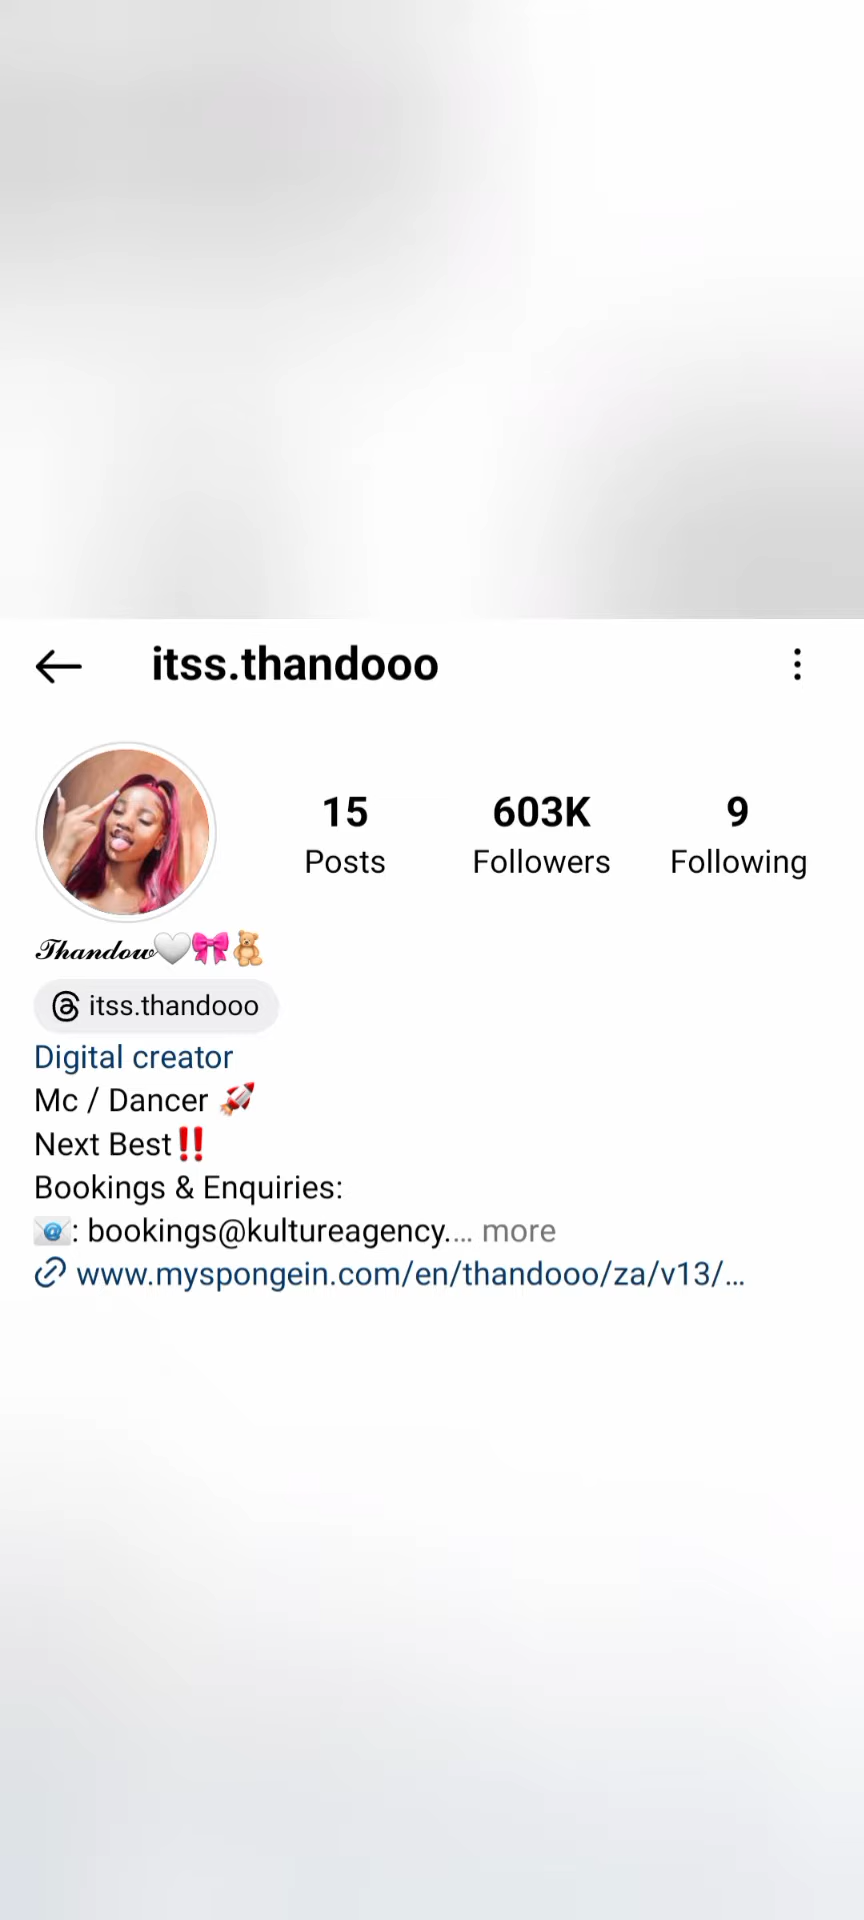 itss.thandooo
15
Posts
603K
Followers
9
Following
𝒯𝒽𝒶𝓃𝒹ℴ𝓌🤍🎀🧸
itss.thandooo
Digital creator
Mc / Dancer 🚀
Next Best‼️
Bookings & Enquiries:
📧: bookings@kultureagency.... more
www.myspongein.com/en/thandooo/za/v13/...